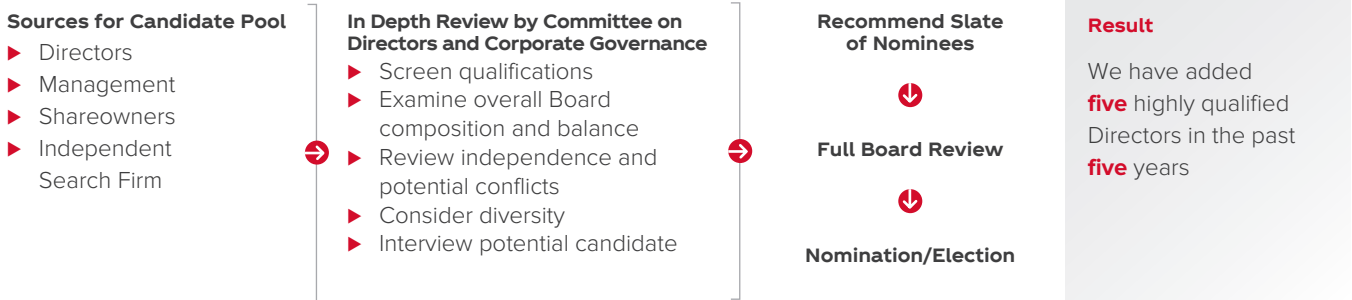 Sources for Candidate Pool
Directors
Management
Shareowners
Independent
Search Firm
In Depth Review by Committee on
Directors and Corporate Governance
Screen qualifications
Examine overall Board
composition and balance
Review independence and
potential conflicts
Consider diversity
Interview potential candidate
Recommend Slate
of Nominees
Full Board Review
Nomination/Election
Result
We have added
five highly qualified
Directors in the past
five years